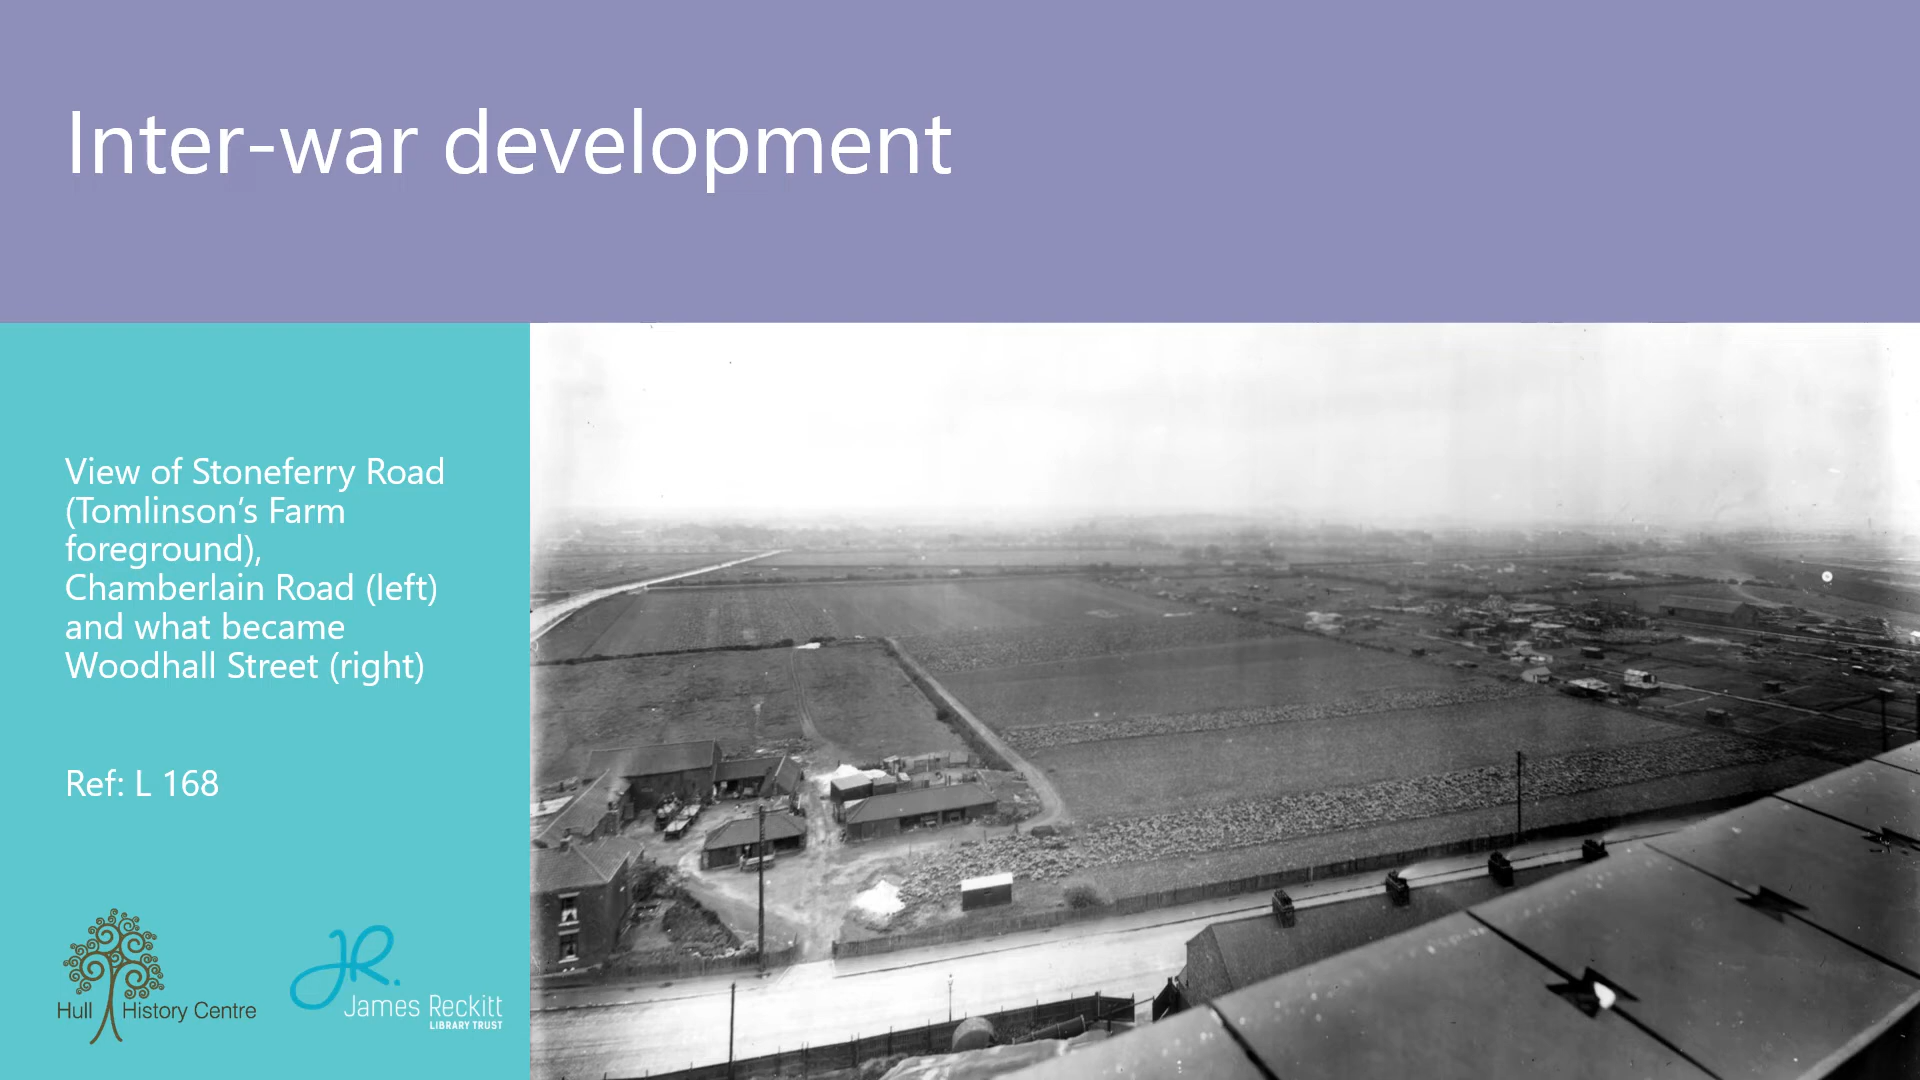 Inter-war development
View of Stoneferry Road
(Tomlinson’s Farm
foreground),
Chamberlain Road (left)
and what became
Woodhall Street (right)
Ref: L 168
Hull History Centre
JR.
James Reckitt
LIBRARY TRUST